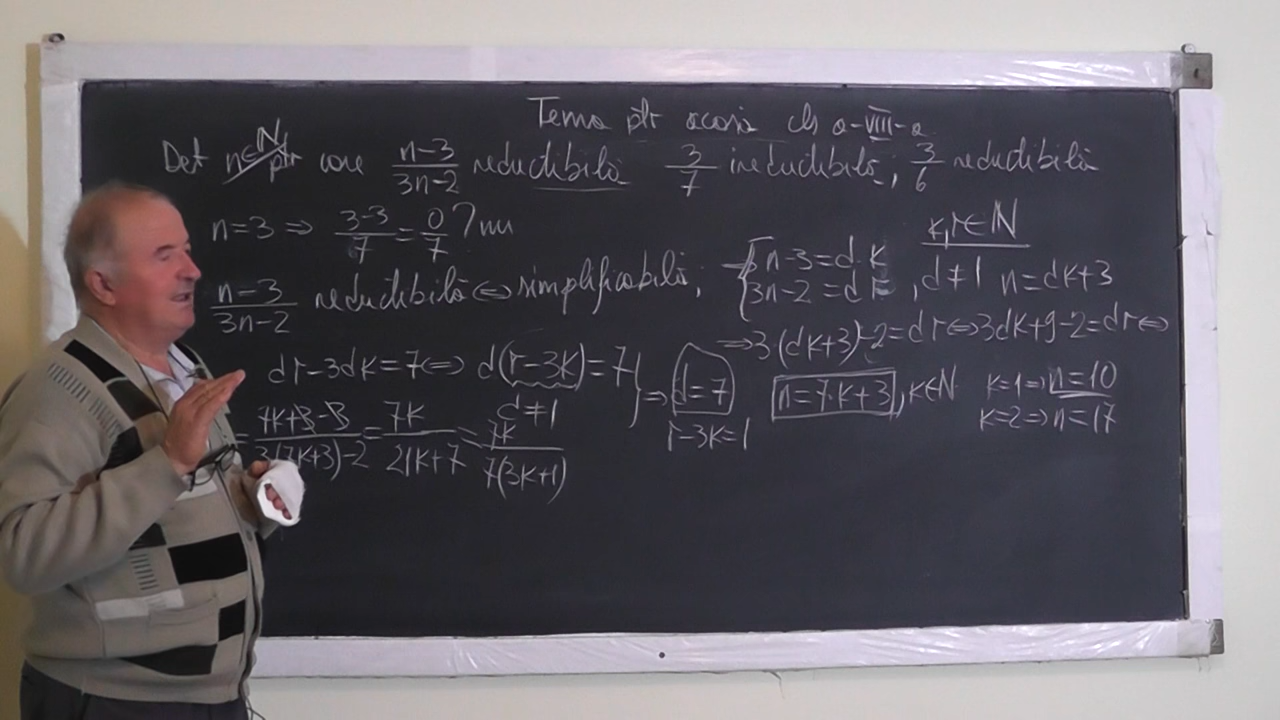 Tema ptr acasă cls a-VIII-a
Det n∈ℕ ptr care (n-3)/(3n-2) reductibilă 3/7 ireductibilă; 3/6 reductibilă
n=3 ⇒ (3-3)/7 = 0/7 ? nu
(n-3)/(3n-2) reductibilă ⇔ simplificabilă; { n-3=d·k
3n-2=d·r , d≠1 k,r∈ℕ n=dk+3
⇒3(dk+3)-2=dr⇔3dk+9-2=dr⇔
dr-3dk=7⇔ d(r-3k)=7
d≠1 } ⇒ d=7
r-3k=1
n=7·k+3, k∈ℕ k=1⇒n=10
k=2⇒n=17
= (7k+3-3)/(3(7k+3)-2) = 7k/(21k+7) = 7k/(7(3k+1))